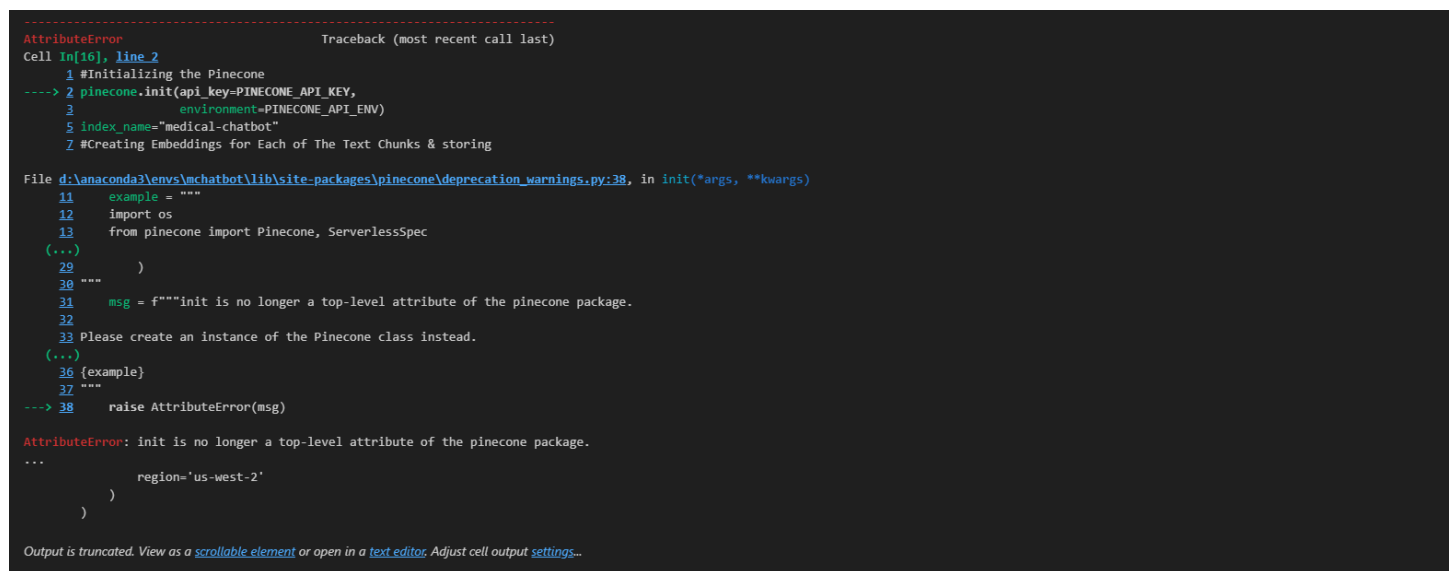 ---------------------------------------------------------------------------
AttributeError                            Traceback (most recent call last)
Cell In[16], line 2
      1 #Initializing the Pinecone
----> 2 pinecone.init(api_key=PINECONE_API_KEY,
      3               environment=PINECONE_API_ENV)
      5 index_name="medical-chatbot"
      7 #Creating Embeddings for Each of The Text Chunks & storing
File d:\anaconda3\envs\mchatbot\lib\site-packages\pinecone\deprecation_warnings.py:38, in init(*args, **kwargs)
     11     example = """
     12     import os
     13     from pinecone import Pinecone, ServerlessSpec
   (...)
     29         )
     30 """
     31     msg = f"""init is no longer a top-level attribute of the pinecone package.
     32
     33 Please create an instance of the Pinecone class instead.
   (...)
     36 {example}
     37 """
---> 38     raise AttributeError(msg)
AttributeError: init is no longer a top-level attribute of the pinecone package.
...
                region='us-west-2'
            )
        )
Output is truncated. View as a scrollable element or open in a text editor. Adjust cell output settings...